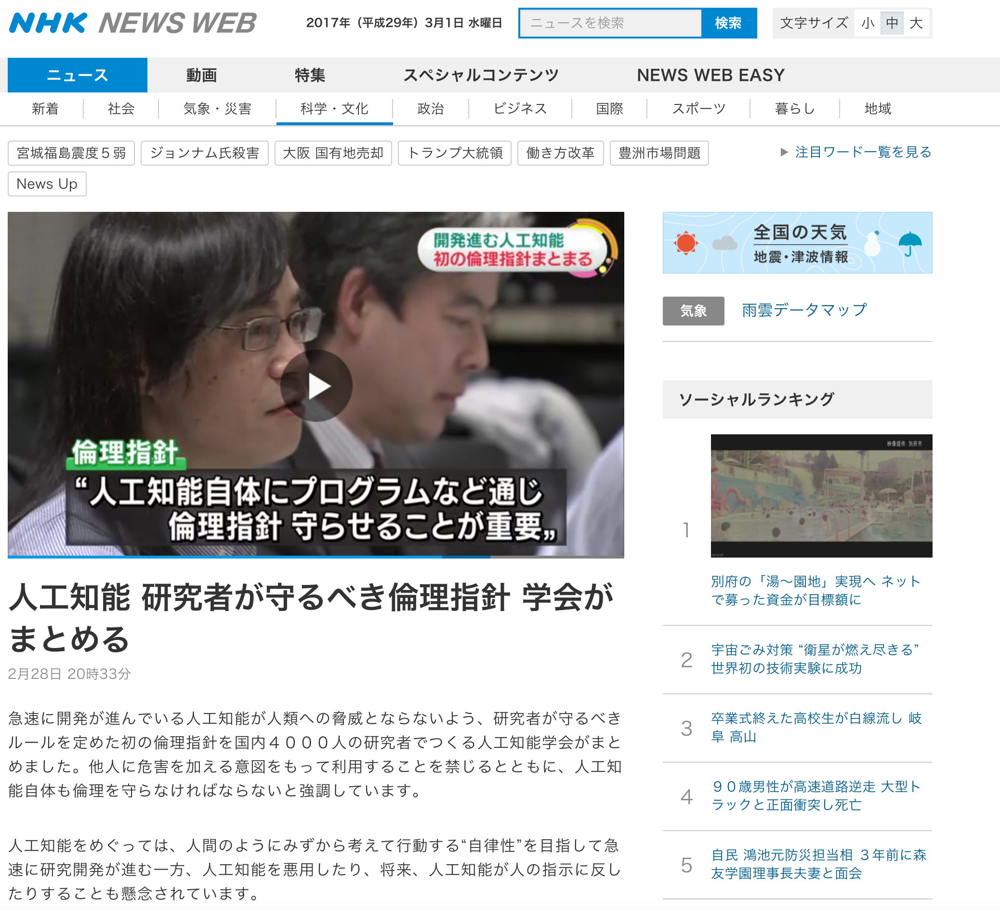 NHK NEWS WEB
2017年（平成29年）3月1日 水曜日
ニュースを検索
検索
文字サイズ 小 中 大
ニュース 動画 特集 スペシャルコンテンツ NEWS WEB EASY
新着 社会 気象・災害 科学・文化 政治 ビジネス 国際 スポーツ 暮らし 地域
宮城福島震度５弱 ジョンナム氏殺害 大阪 国有地売却 トランプ大統領 働き方改革 豊洲市場問題
注目ワード一覧を見る
News Up
開発進む人工知能
初の倫理指針まとまる
倫理指針
“人工知能自体にプログラムなど通じ
倫理指針 守らせることが重要„
人工知能 研究者が守るべき倫理指針 学会が
まとめる
2月28日 20時33分
急速に開発が進んでいる人工知能が人類への脅威とならないよう、研究者が守るべき
ルールを定めた初の倫理指針を国内４０００人の研究者でつくる人工知能学会がまと
めました。他人に危害を加える意図をもって利用することを禁じるとともに、人工知
能自体も倫理を守らなければならないと強調しています。
人工知能をめぐっては、人間のようにみずから考えて行動する“自律性”を目指して急
速に研究開発が進む一方、人工知能を悪用したり、将来、人工知能が人の指示に反し
たりすることも懸念されています。
全国の天気
地震・津波情報
気象 雨雲データマップ
ソーシャルランキング
映像提供 別府市
NHK
1
別府の「湯～園地」実現へ ネット
で募った資金が目標額に
2
宇宙ごみ対策 “衛星が燃え尽きる”
世界初の技術実験に成功
3
卒業式終えた高校生が白線流し 岐
阜 高山
4
９０歳男性が高速道路逆走 大型ト
ラックと正面衝突し死亡
5
自民 鴻池元防災担当相 ３年前に森
友学園理事長夫妻と面会